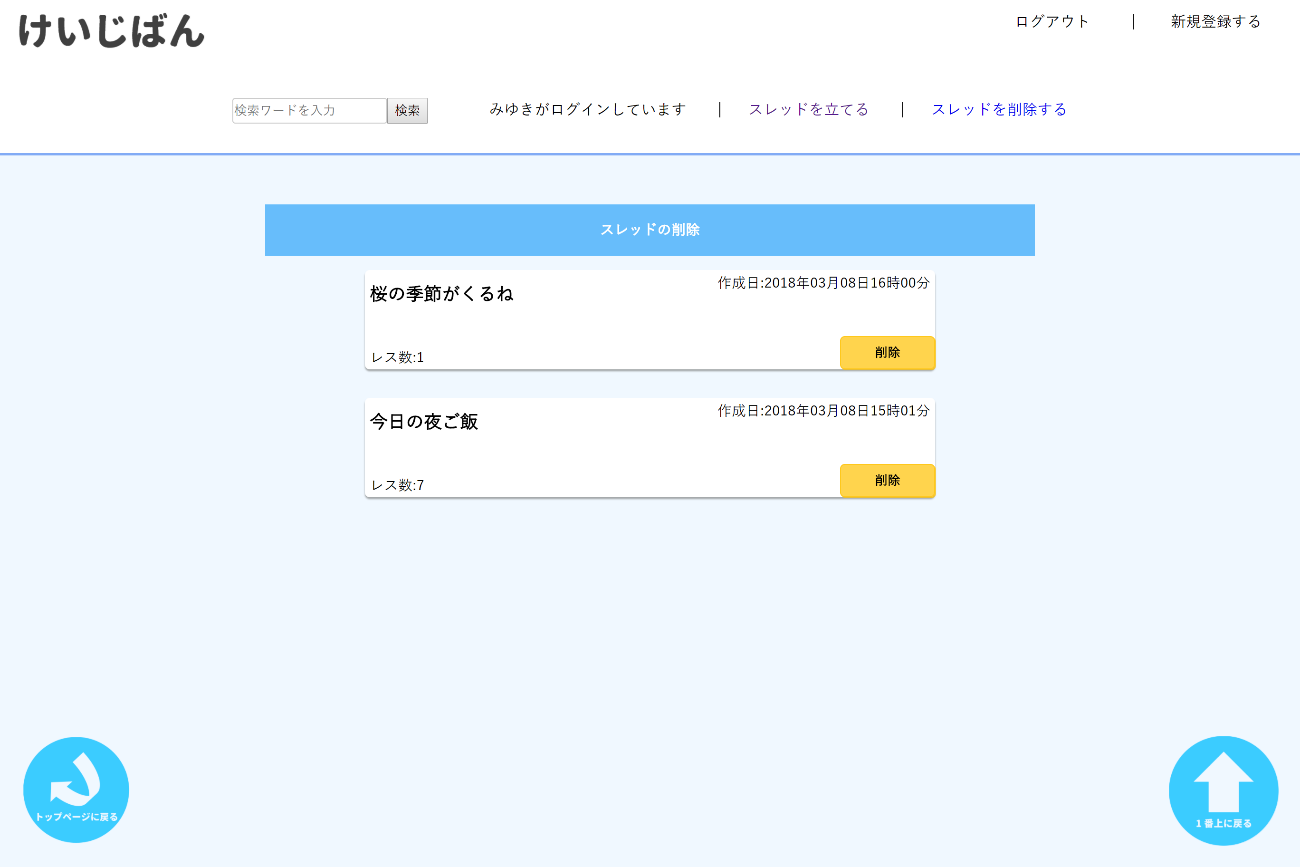 けいじばん
ログアウト | 新規登録する
検索ワードを入力 検索 みゆきがログインしています | スレッドを立てる | スレッドを削除する
スレッドの削除
作成日:2018年03月08日16時00分
桜の季節がくるね
レス数:1 削除
作成日:2018年03月08日15時01分
今日の夜ご飯
レス数:7 削除
トップページに戻る
1番上に戻る